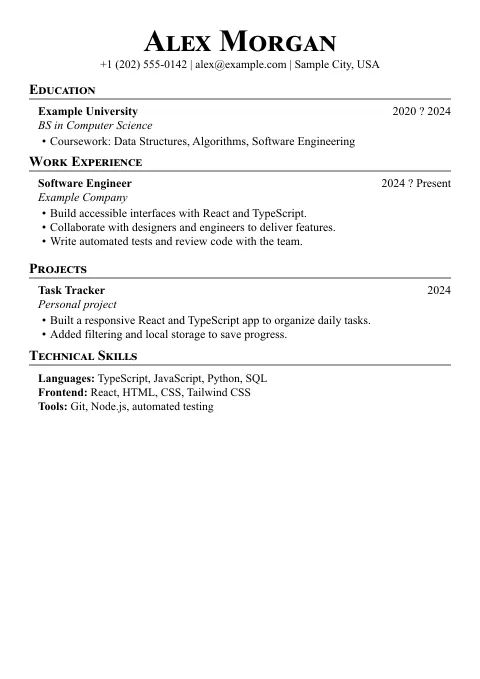 Alex Morgan
+1 (202) 555-0142 | alex@example.com | Sample City, USA
Education
Example University 2020 ? 2024
BS in Computer Science
• Coursework: Data Structures, Algorithms, Software Engineering
Work Experience
Software Engineer 2024 ? Present
Example Company
• Build accessible interfaces with React and TypeScript.
• Collaborate with designers and engineers to deliver features.
• Write automated tests and review code with the team.
Projects
Task Tracker 2024
Personal project
• Built a responsive React and TypeScript app to organize daily tasks.
• Added filtering and local storage to save progress.
Technical Skills
Languages: TypeScript, JavaScript, Python, SQL
Frontend: React, HTML, CSS, Tailwind CSS
Tools: Git, Node.js, automated testing